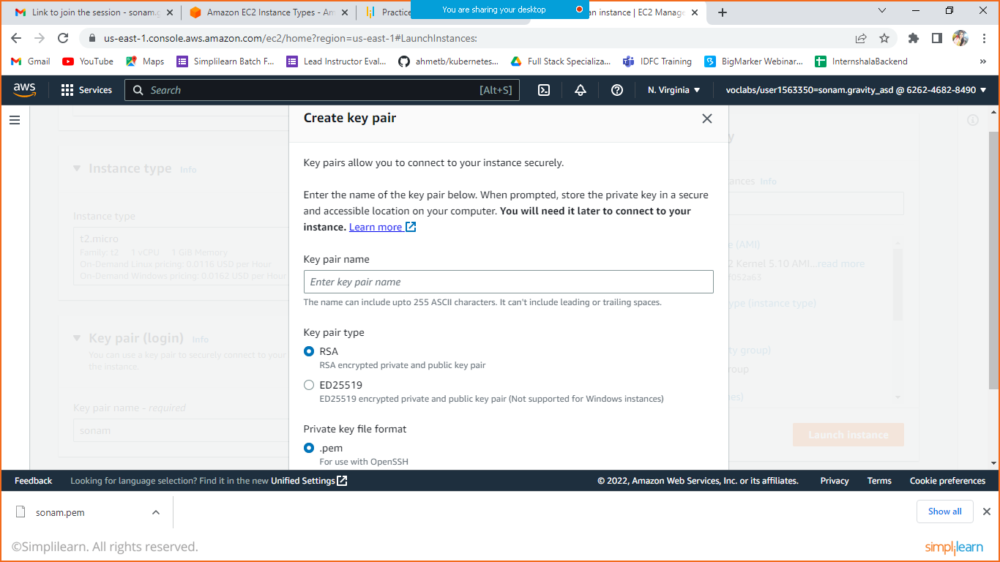 Link to join the session - sonam.g
Amazon EC2 Instance Types - Am
Practice
You are sharing your desktop
an instance | EC2 Manage
us-east-1.console.aws.amazon.com/ec2/home?region=us-east-1#LaunchInstances:
Gmail
YouTube
Maps
Simplilearn Batch F...
Lead Instructor Eval...
ahmetb/kubernetes...
Full Stack Specializa...
IDFC Training
BigMarker Webinar...
InternshalaBackend
»
aws
Services
Search
[Alt+S]
N. Virginia
voclabs/user1563350=sonam.gravity_asd @ 6262-4682-8490
Create key pair
Key pairs allow you to connect to your instance securely.
Enter the name of the key pair below. When prompted, store the private key in a secure
and accessible location on your computer. You will need it later to connect to your
instance. Learn more
Key pair name
Enter key pair name
The name can include upto 255 ASCII characters. It can't include leading or trailing spaces.
Key pair type
RSA
RSA encrypted private and public key pair
ED25519
ED25519 encrypted private and public key pair (Not supported for Windows instances)
Private key file format
.pem
For use with OpenSSH
Instance type Info
Instance type
t2.micro
Family: t2 1 vCPU 1 GiB Memory
On-Demand Linux pricing: 0.0116 USD per Hour
On-Demand Windows pricing: 0.0162 USD per Hour
Key pair (login) Info
You can use a key pair to securely connect to your
the instance.
Key pair name - required
sonam
y
ances Info
e (AMI)
2 Kernel 5.10 AMI...read more
f052a63
ype (instance type)
ty group)
roup
es)
Launch instance
Feedback
Looking for language selection? Find it in the new Unified Settings
© 2022, Amazon Web Services, Inc. or its affiliates.
Privacy
Terms
Cookie preferences
sonam.pem
Show all
©Simplilearn. All rights reserved.
simplilearn